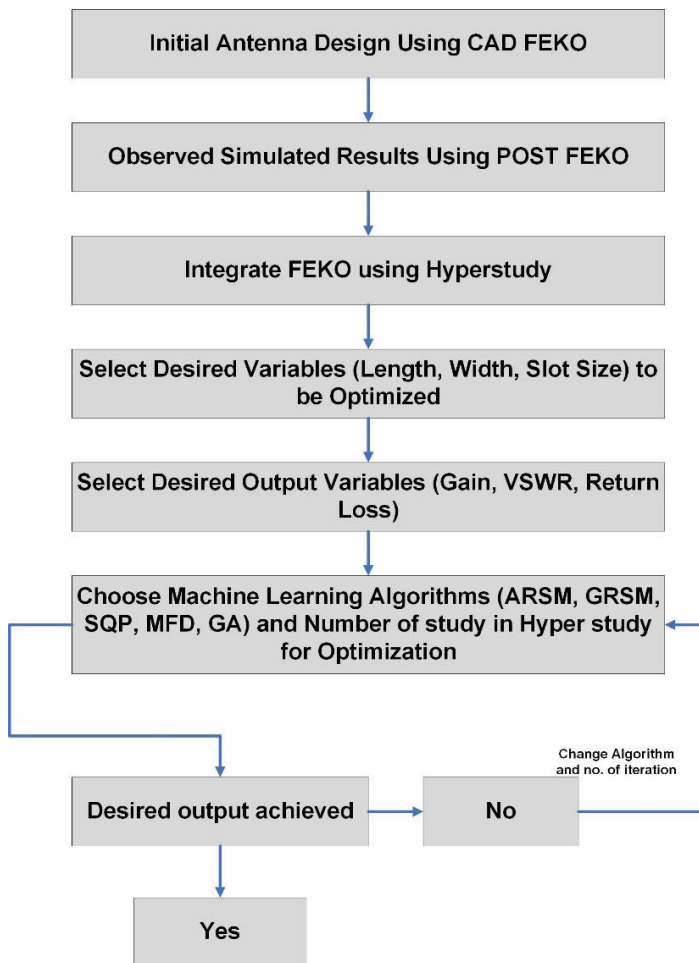 Initial Antenna Design Using CAD FEKO
Observed Simulated Results Using POST FEKO
Integrate FEKO using Hyperstudy
Select Desired Variables (Length, Width, Slot Size) to
be Optimized
Select Desired Output Variables (Gain, VSWR, Return
Loss)
Choose Machine Learning Algorithms (ARSM, GRSM,
SQP, MFD, GA) and Number of study in Hyper study
for Optimization
Change Algorithm
and no. of iteration
Desired output achieved
No
Yes